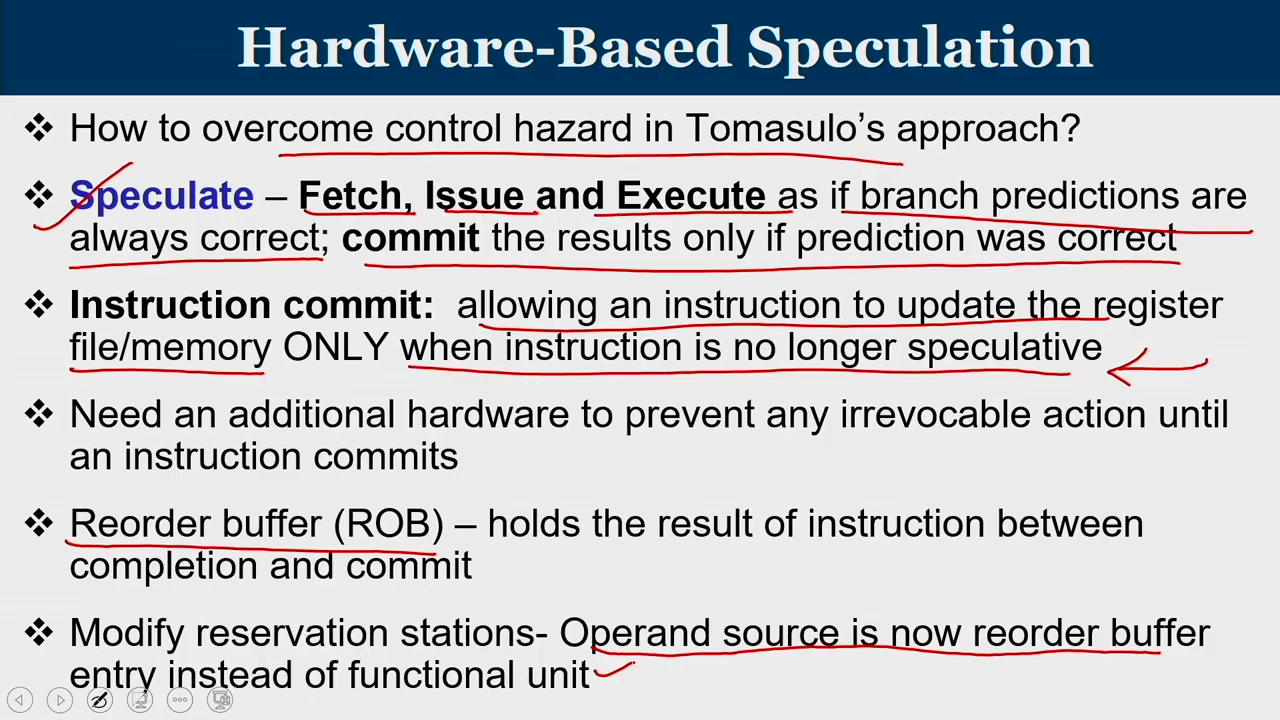 Hardware-Based Speculation
❖ How to overcome control hazard in Tomasulo's approach?
❖ Speculate – Fetch, Issue and Execute as if branch predictions are
always correct; commit the results only if prediction was correct
❖ Instruction commit: allowing an instruction to update the register
file/memory ONLY when instruction is no longer speculative
❖ Need an additional hardware to prevent any irrevocable action until
an instruction commits
❖ Reorder buffer (ROB) – holds the result of instruction between
completion and commit
❖ Modify reservation stations- Operand source is now reorder buffer
entry instead of functional unit